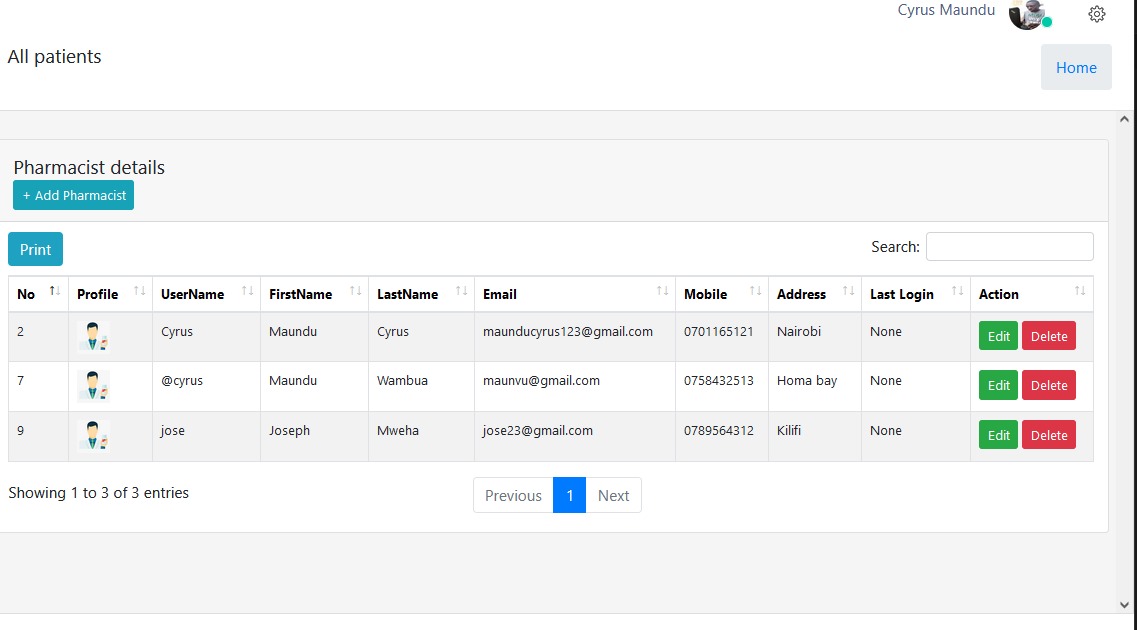 Cyrus Maundu
All patients
Home
Pharmacist details
+ Add Pharmacist
Print
Search:
No Profile UserName FirstName LastName Email Mobile Address Last Login Action
2 Cyrus Maundu Cyrus maunducyrus123@gmail.com 0701165121 Nairobi None Edit Delete
7 @cyrus Maundu Wambua maunvu@gmail.com 0758432513 Homa bay None Edit Delete
9 jose Joseph Mweha jose23@gmail.com 0789564312 Kilifi None Edit Delete
Showing 1 to 3 of 3 entries
Previous 1 Next